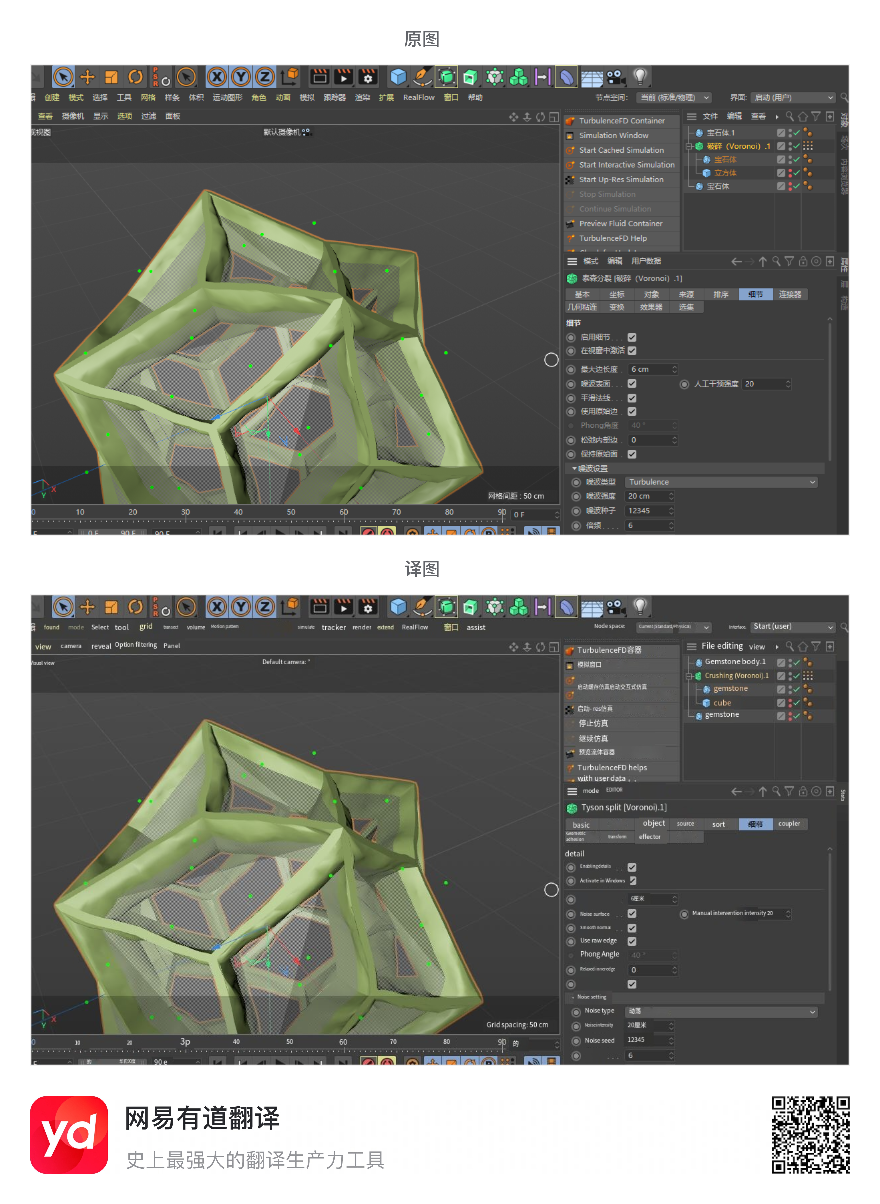 原图
创建 模式 选择 工具 网格 样条 体积 运动图形 角色 动画 模拟 跟踪器 渲染 扩展 RealFlow 窗口 帮助
节点空间: 当前 (标准/物理) 界面: 启动 (用户)
查看 摄像机 显示 选项 过滤 面板
默认摄像机
网格间距 : 50 cm
0 10 20 30 40 50 60 70 80 90 0 F
TurbulenceFD Container
Simulation Window
Start Cached Simulation
Start Interactive Simulation
Start Up-Res Simulation
Stop Simulation
Continue Simulation
Preview Fluid Container
TurbulenceFD Help
文件 编辑 查看
宝石体.1
破碎 (Voronoi) .1
宝石体
立方体
宝石体
模式 编辑 用户数据
泰森分裂 [破碎 (Voronoi) .1]
基本 坐标 对象 来源 排序 细节 连接器
几何粘连 变换 效果器 选集
细节
启用细节
在视窗中激活
最大边长度 6 cm
噪波表面 人工干预强度 20
平滑法线
使用原始边
Phong角度 40 °
松弛内部边 0
保持原始面
噪波设置
噪波类型 Turbulence
噪波强度 20 cm
噪波种子 12345
倍频 6
译图
found mode Select tool grid transect volume Motion pattern simulate tracker render extend RealFlow 窗口 assist
Node space: Current (standard/Physical) Interface: Start (user)
view camera reveal Option filtering Panel
Visual view
Default camera: °
Grid spacing: 50 cm
10 20 3p 40 50 60 70 80 90 的
TurbulenceFD容器
模拟窗口
启动缓存仿真启动交互式仿真
启动- res仿真
停止仿真
继续仿真
预览流体容器
TurbulenceFD helps
with user data .
File editing view
Gemstone body.1
Crushing (Voronoi).1
gemstone
cube
gemstone
mode EDITOR
Tyson split [Voronoi).1]
basic object source sort 细节 coupler
Geometric adhesion transform effector
detail
Enabling details
Activate in Windows
6厘米
Noise surface Manual intervention intensity 20
Smooth normal
Use raw edge
Phong Angle 40 °
Relaxed inner edge 0
Noise setting
Noise type 动荡
Noise intensity 20厘米
Noise seed 12345
6
yd
网易有道翻译
史上最强大的翻译生产力工具